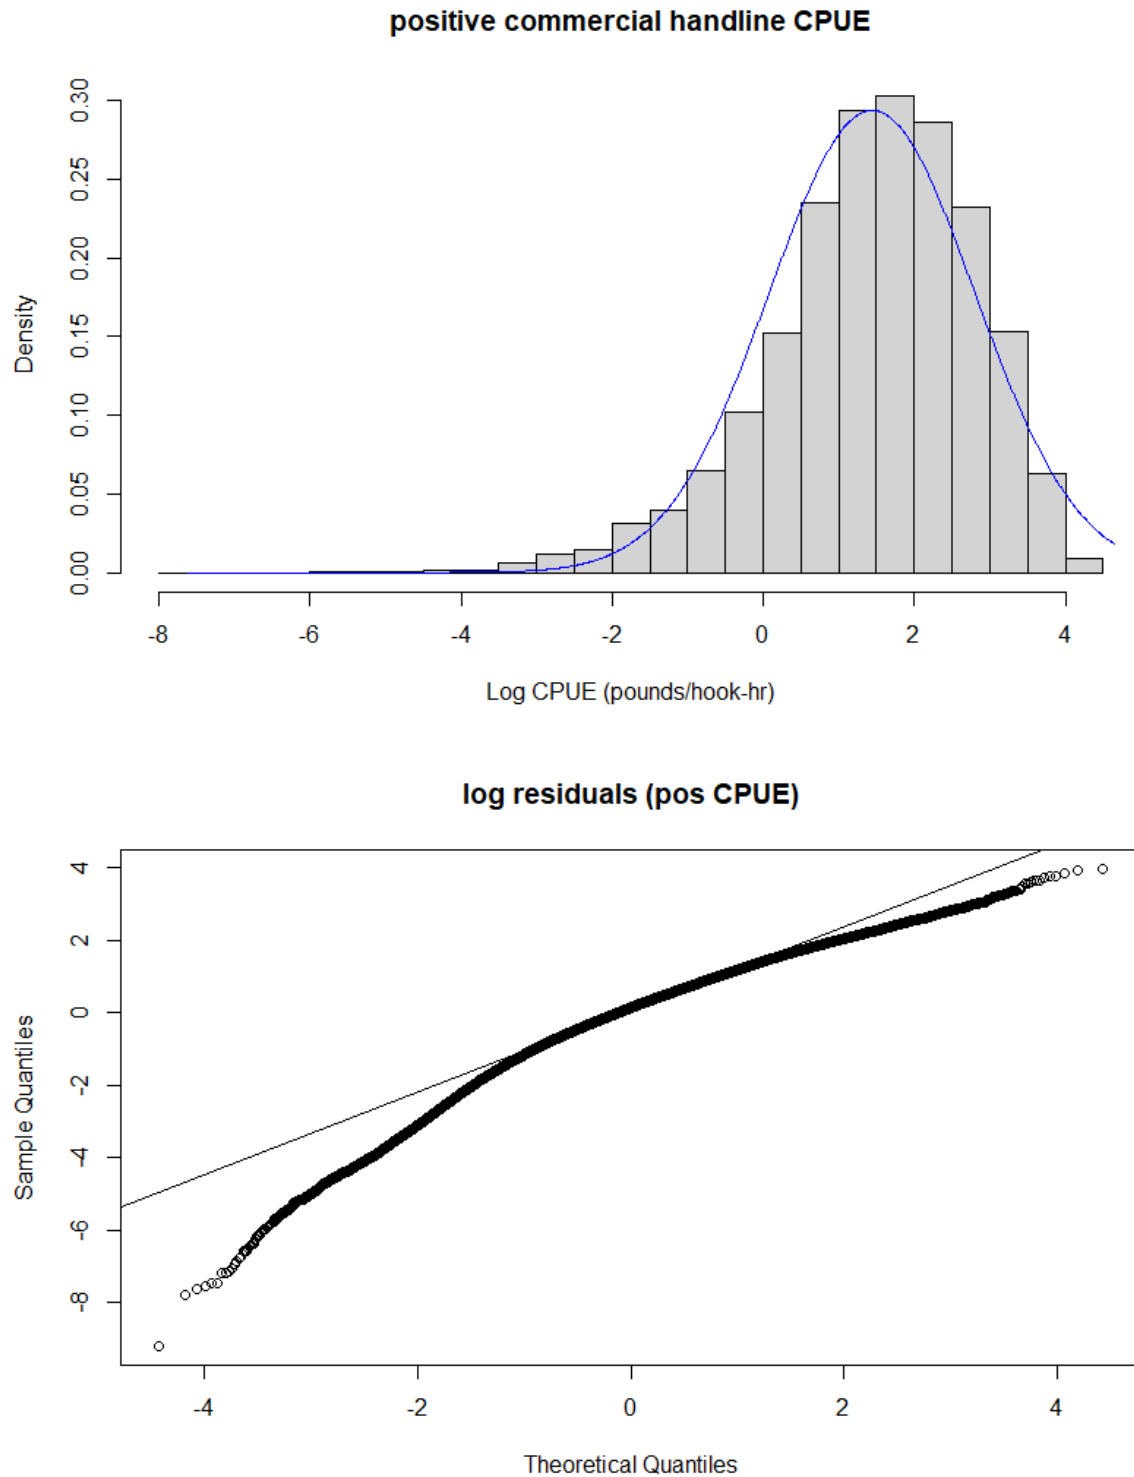 positive commercial handline CPUE
0.30
0.25
0.20
0.15
0.10
0.05
0.00
Density
-8 -6 -4 -2 0 2 4
Log CPUE (pounds/hook-hr)
log residuals (pos CPUE)
4
2
0
-2
-4
-6
-8
Sample Quantiles
-4 -2 0 2 4
Theoretical Quantiles